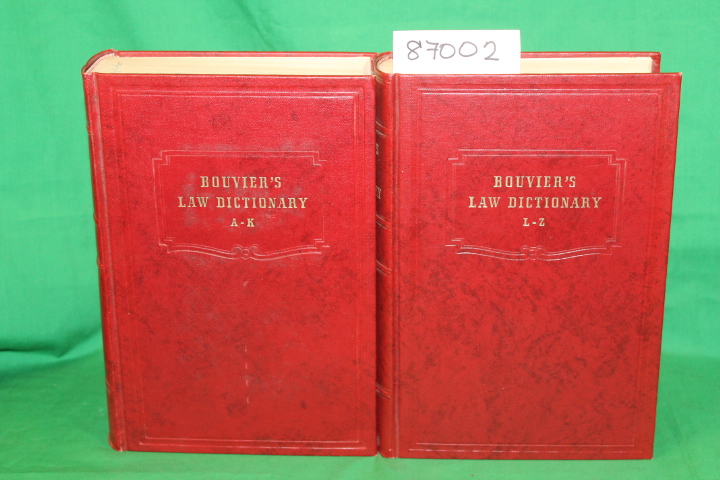 87002
BOUVIER'S
LAW DICTIONARY
A-K
BOUVIER'S
LAW DICTIONARY
L-Z